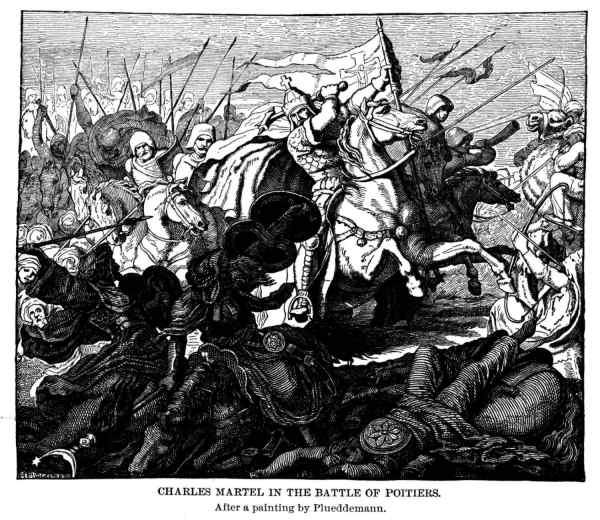 CHARLES MARTEL IN THE BATTLE OF POITIERS.
After a painting by Plueddemann.